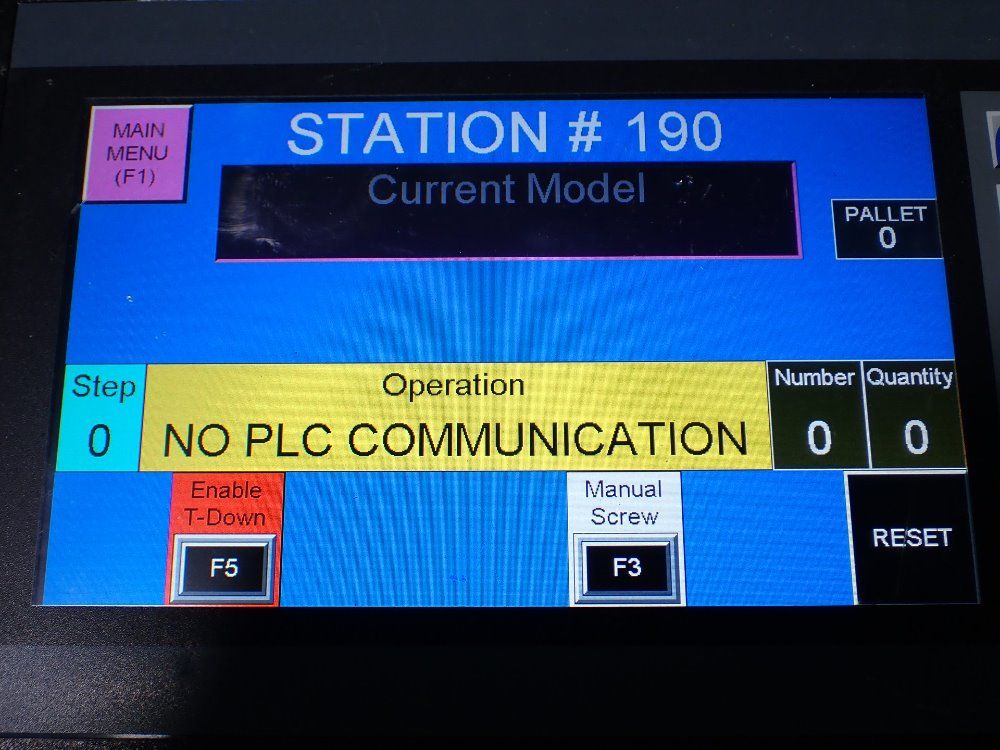 MAIN
MENU
(F1)
STATION # 190
Current Model
PALLET
0
Step
0
Operation
NO PLC COMMUNICATION
Number
0
Quantity
0
Enable
T-Down
F5
Manual
Screw
F3
RESET